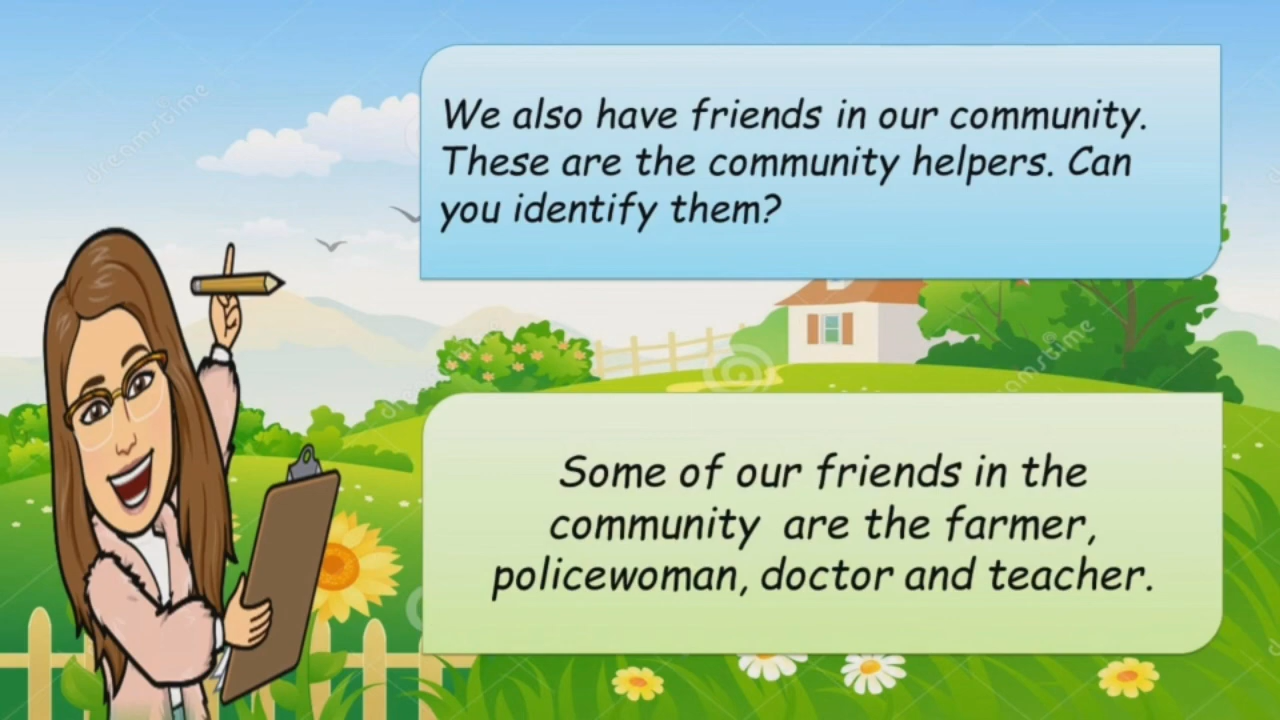 We also have friends in our community.
These are the community helpers. Can
you identify them?
Some of our friends in the
community are the farmer,
policewoman, doctor and teacher.
dreamstime